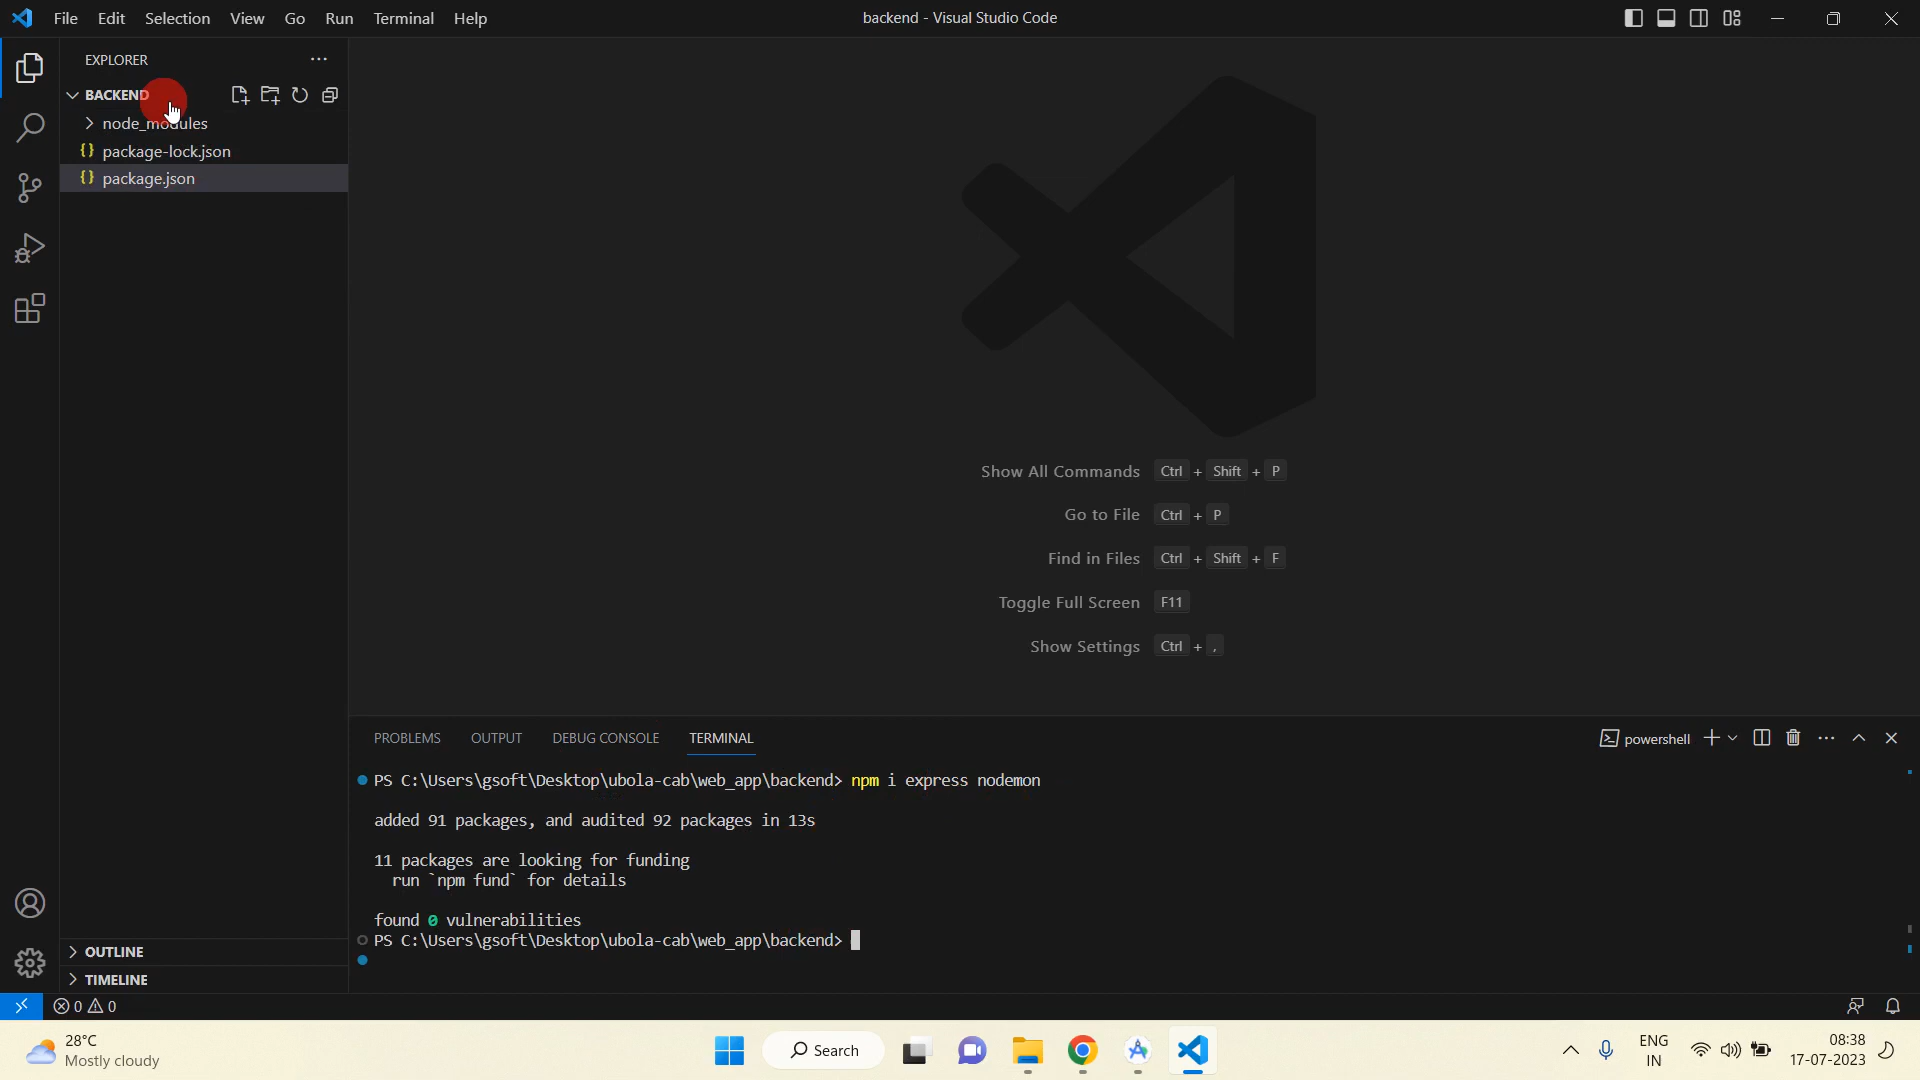 File Edit Selection View Go Run Terminal Help
backend - Visual Studio Code
EXPLORER
BACKEND
node_modules
{} package-lock.json
{} package.json
Show All Commands Ctrl + Shift + P
Go to File Ctrl + P
Find in Files Ctrl + Shift + F
Toggle Full Screen F11
Show Settings Ctrl + ,
PROBLEMS OUTPUT DEBUG CONSOLE TERMINAL
powershell
PS C:\Users\gsoft\Desktop\ubola-cab\web_app\backend> npm i express nodemon
added 91 packages, and audited 92 packages in 13s
11 packages are looking for funding
run `npm fund` for details
found 0 vulnerabilities
PS C:\Users\gsoft\Desktop\ubola-cab\web_app\backend>
OUTLINE
TIMELINE
0 0
28°C
Mostly cloudy
Search
ENG
IN
08:38
17-07-2023